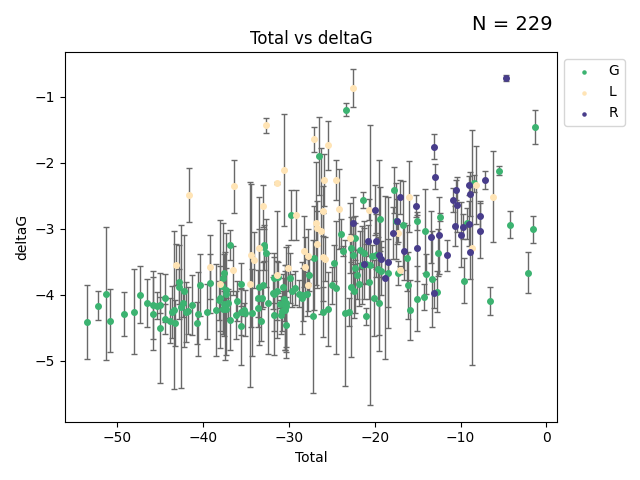 N = 229
Total vs deltaG
G
L
R
−1
−2
−3
−4
−5
deltaG
−50 −40 −30 −20 −10 0
Total